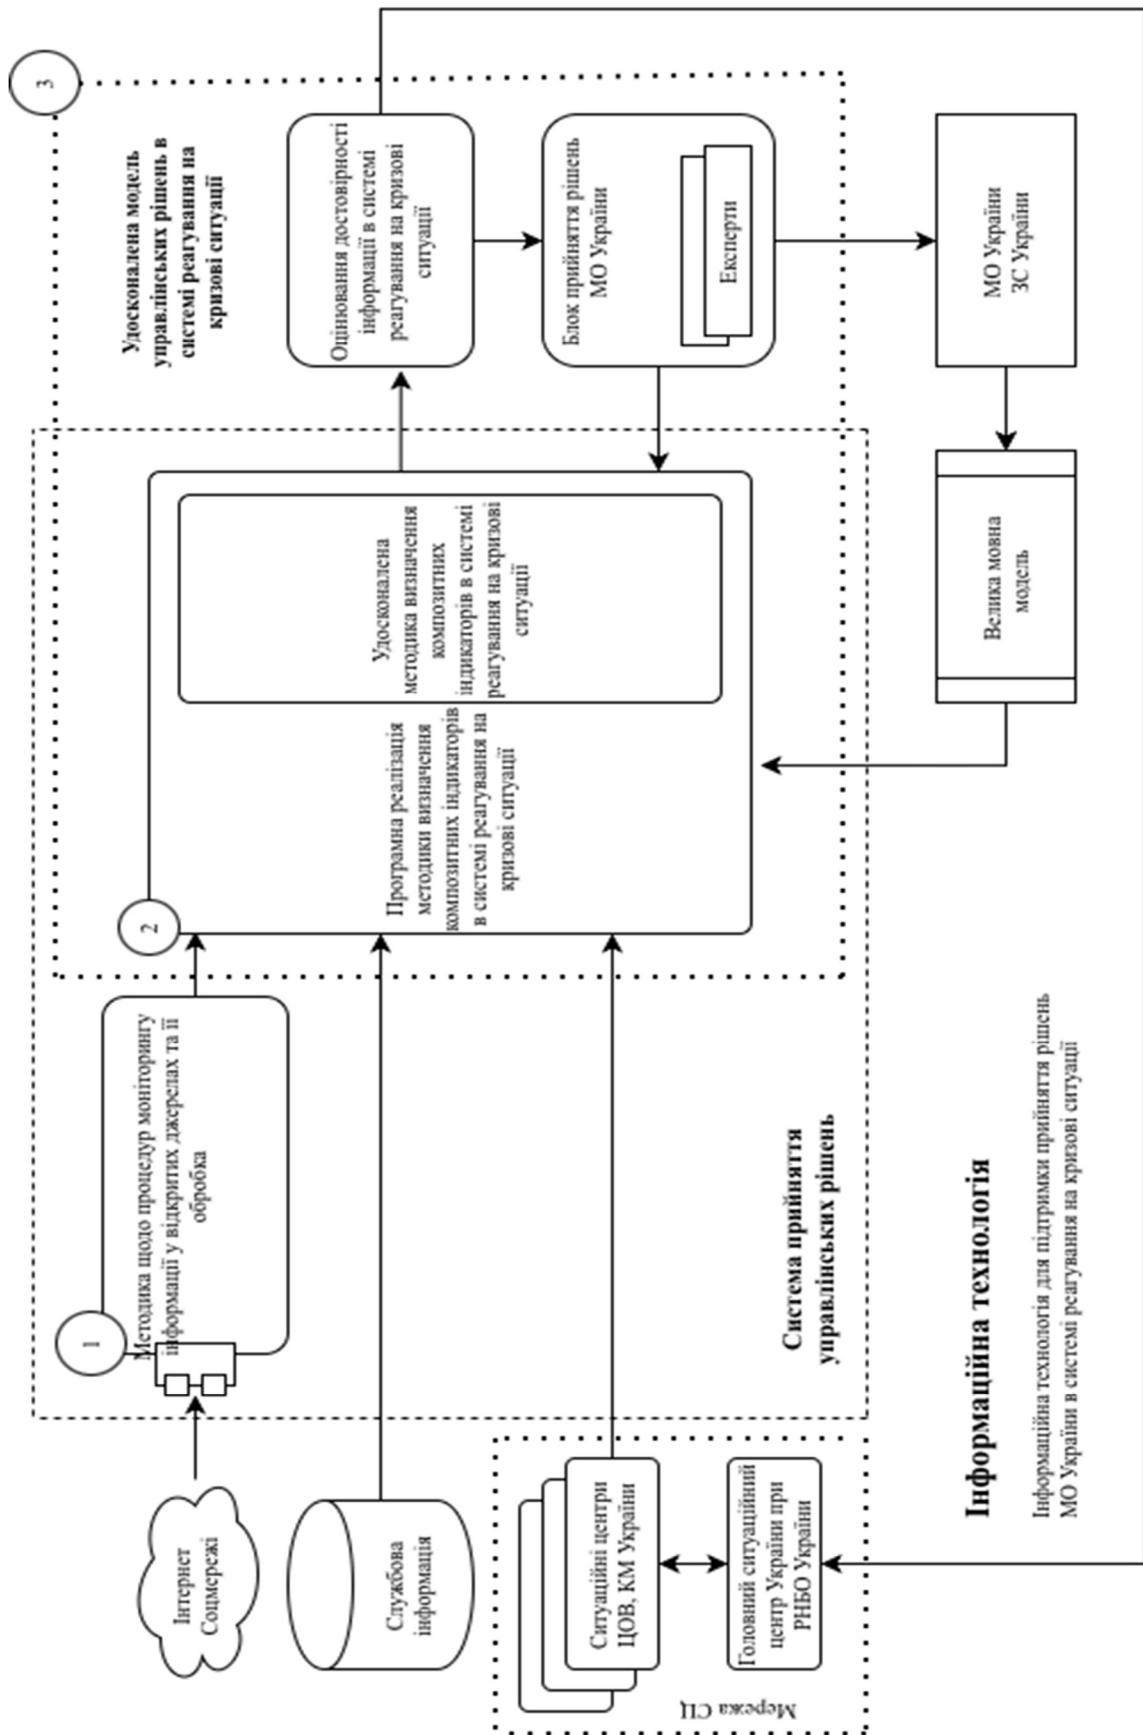 3
Удосконалена модель
управлінських рішень в
системі реагування на
кризові ситуації
Оцінювання достовірності
інформації в системі
реагування на кризові
ситуації
Блок прийняття рішень
МО України
Експерти
МО України
ЗС України
Велика мовна
модель
Удосконалена
методика визначення
композитних
індикаторів в системі
реагування на кризові
ситуації
Програмна реалізація
методики визначення
композитних індикаторів
в системі реагування на
кризові ситуації
2
1
Методика щодо процедур моніторингу
інформації у відкритих джерелах та її
обробка
Система прийняття
управлінських рішень
Інтернет
Соцмережі
Службова
інформація
Ситуаційні центри
ЦОВ, КМ України
Головний ситуаційний
центр України при
РНБО України
Мережа СЦ
Інформаційна технологія
Інформаційна технологія для підтримки прийняття рішень
МО України в системі реагування на кризові ситуації